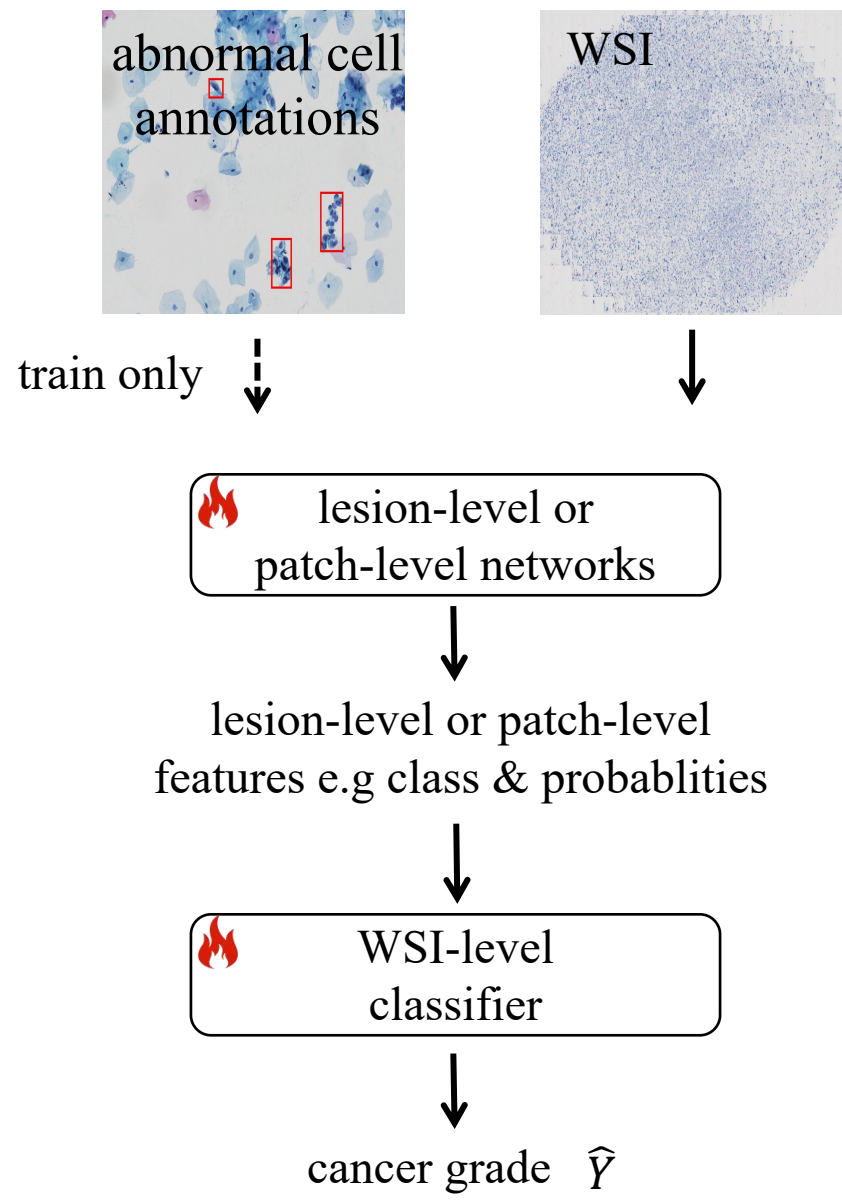 abnormal cell
annotations
WSI
train only
lesion-level or
patch-level networks
lesion-level or patch-level
features e.g class & probablities
WSI-level
classifier
cancer grade Ŷ